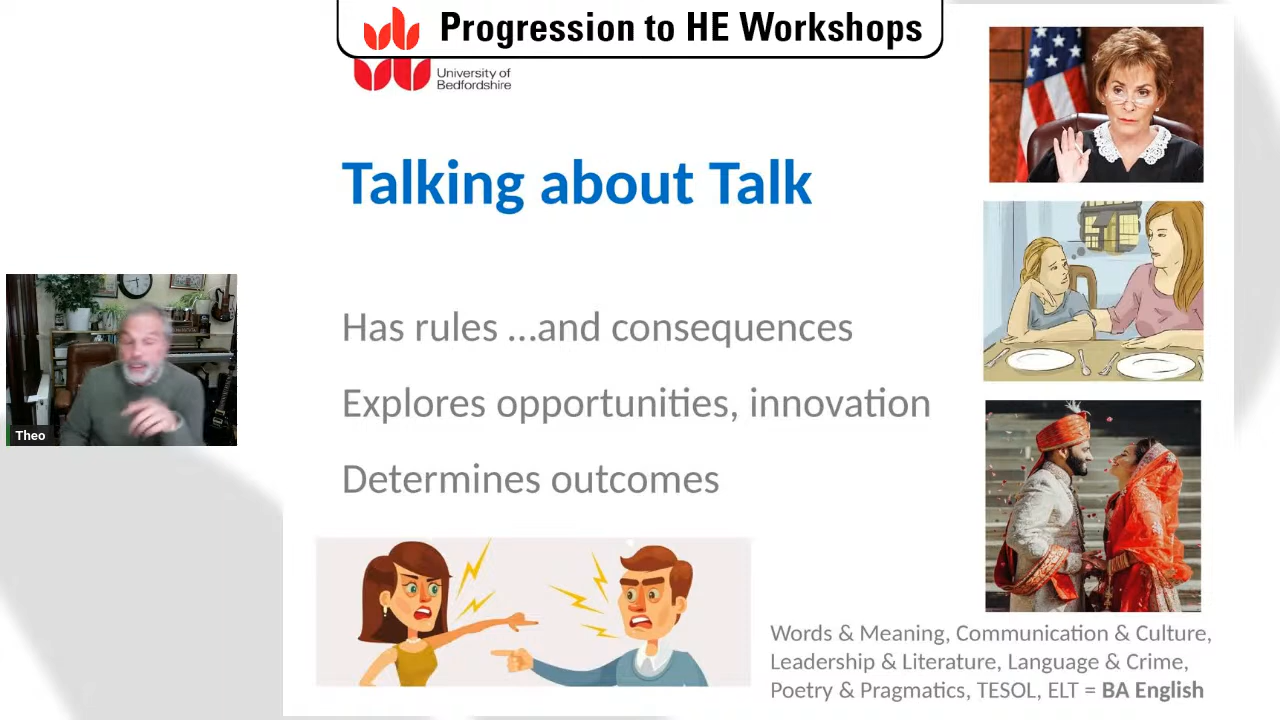 Progression to HE Workshops
University of
Bedfordshire
Talking about Talk
Has rules ...and consequences
Explores opportunities, innovation
Determines outcomes
Theo
Words & Meaning, Communication & Culture,
Leadership & Literature, Language & Crime,
Poetry & Pragmatics, TESOL, ELT = BA English